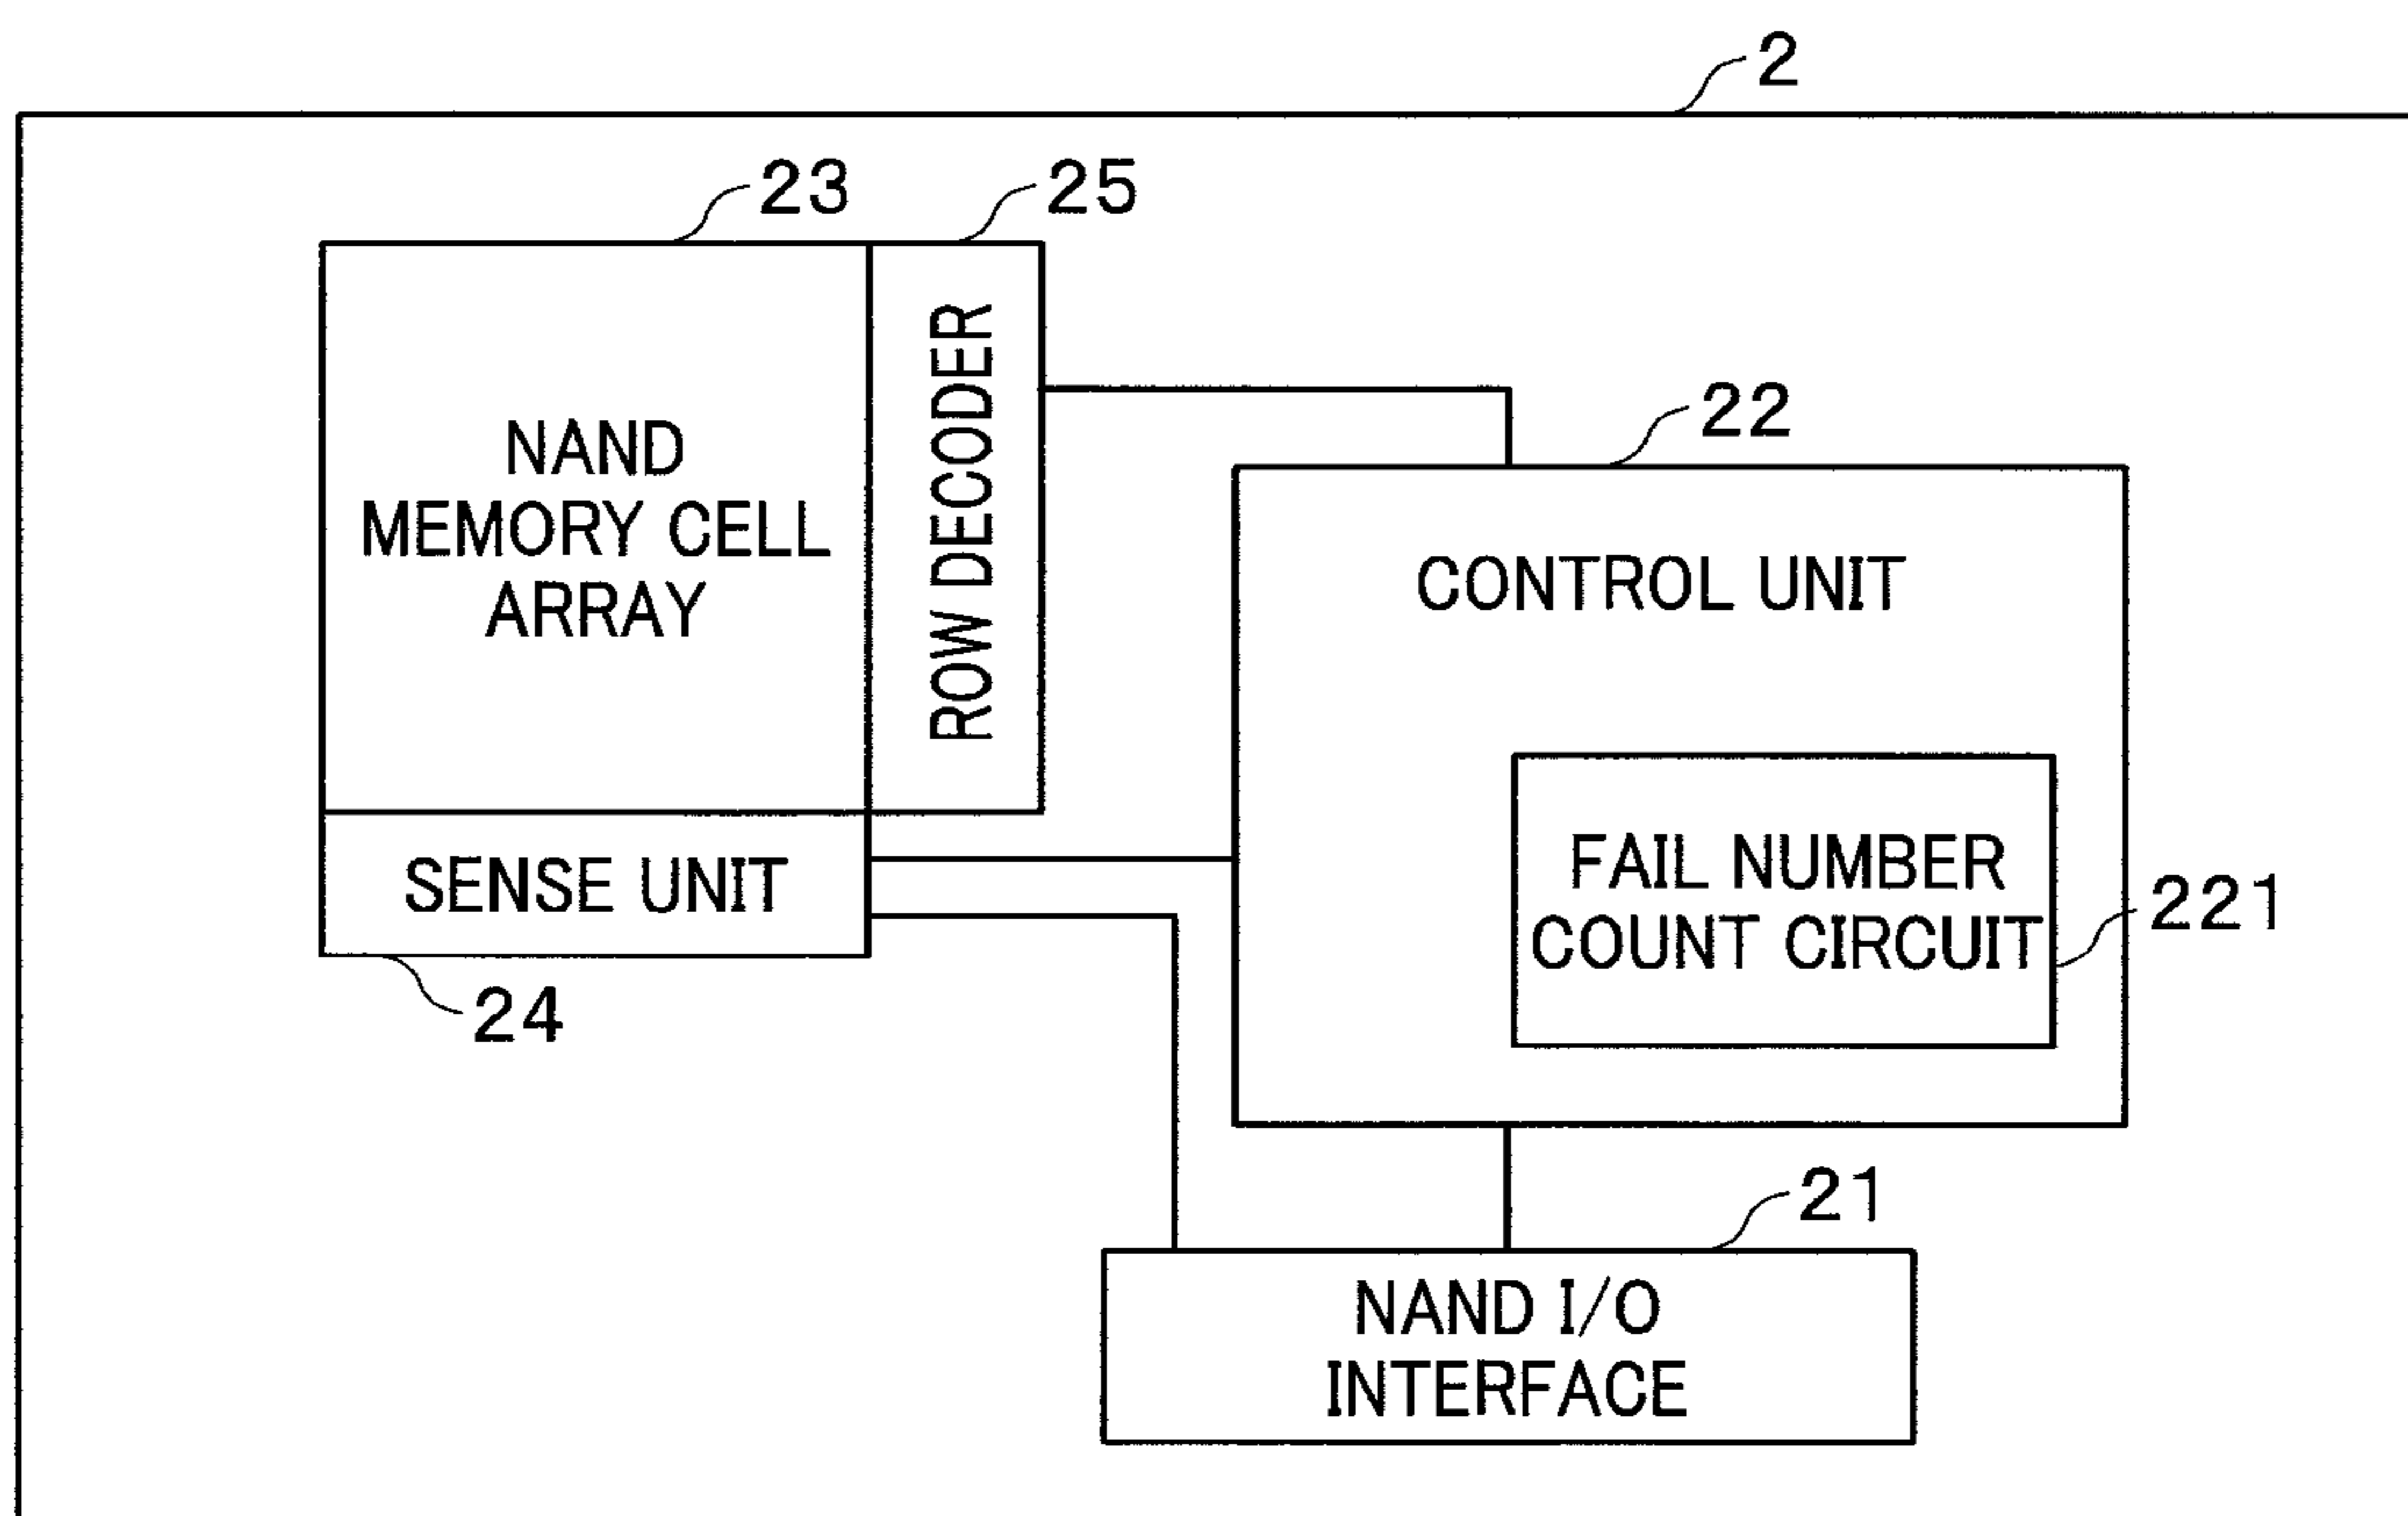 2
23
25
NAND
MEMORY CELL
ARRAY
ROW DECODER
22
CONTROL UNIT
FAIL NUMBER
COUNT CIRCUIT
221
SENSE UNIT
24
21
NAND I/O
INTERFACE